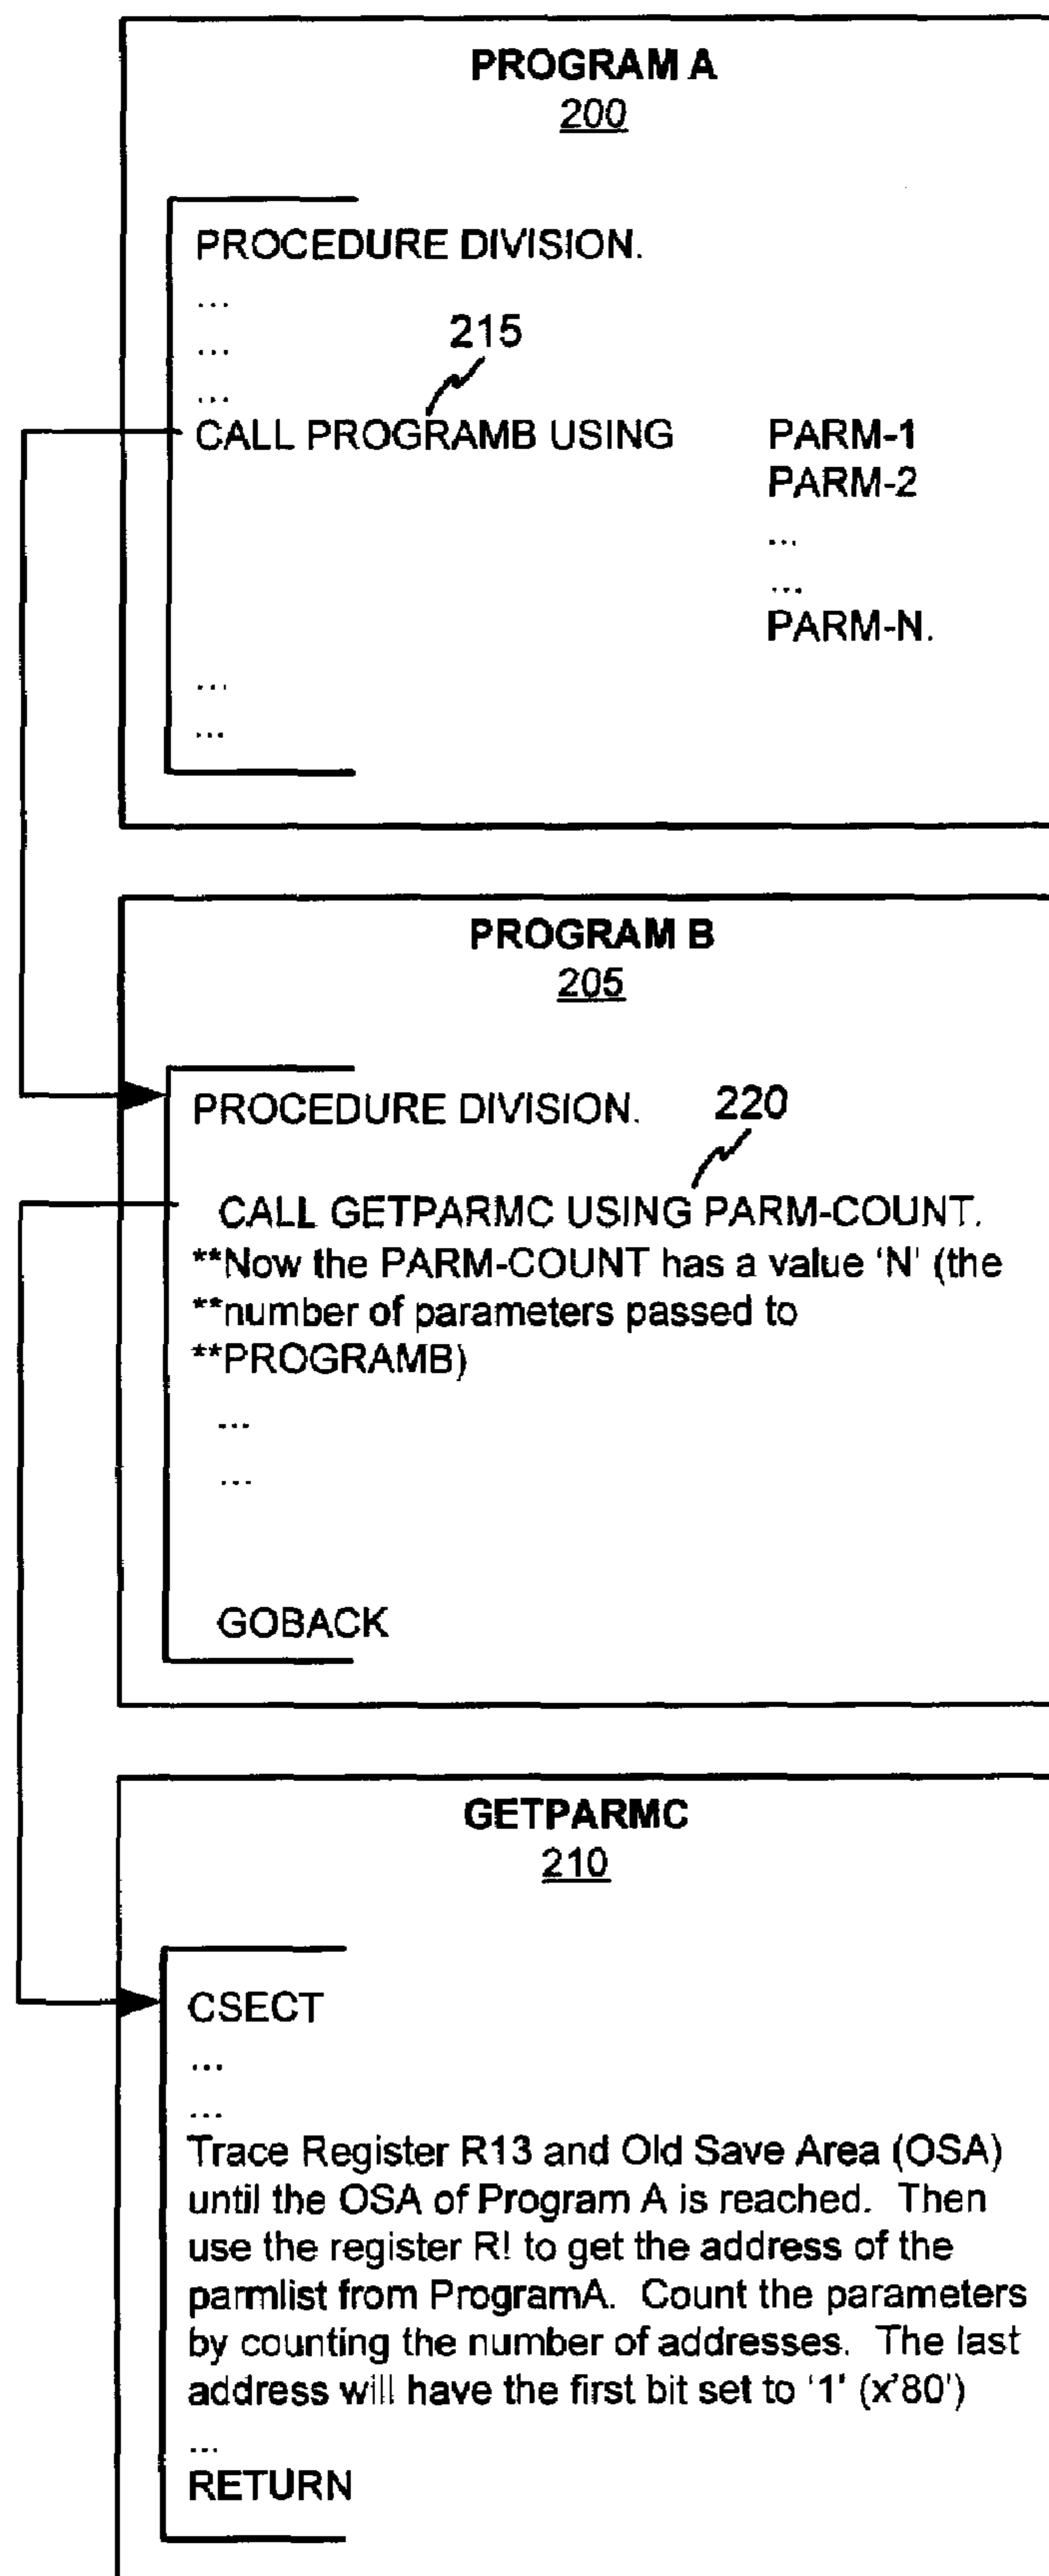 PROGRAM A
200
PROCEDURE DIVISION.
...
...
...
215
CALL PROGRAMB USING PARM-1
PARM-2
...
...
PARM-N.
...
...
PROGRAM B
205
PROCEDURE DIVISION.
220
CALL GETPARMC USING PARM-COUNT.
**Now the PARM-COUNT has a value 'N' (the
**number of parameters passed to
**PROGRAMB)
...
...
GOBACK
GETPARMC
210
CSECT
...
...
Trace Register R13 and Old Save Area (OSA)
until the OSA of Program A is reached. Then
use the register R! to get the address of the
parmlist from ProgramA. Count the parameters
by counting the number of addresses. The last
address will have the first bit set to '1' (x'80')
...
RETURN